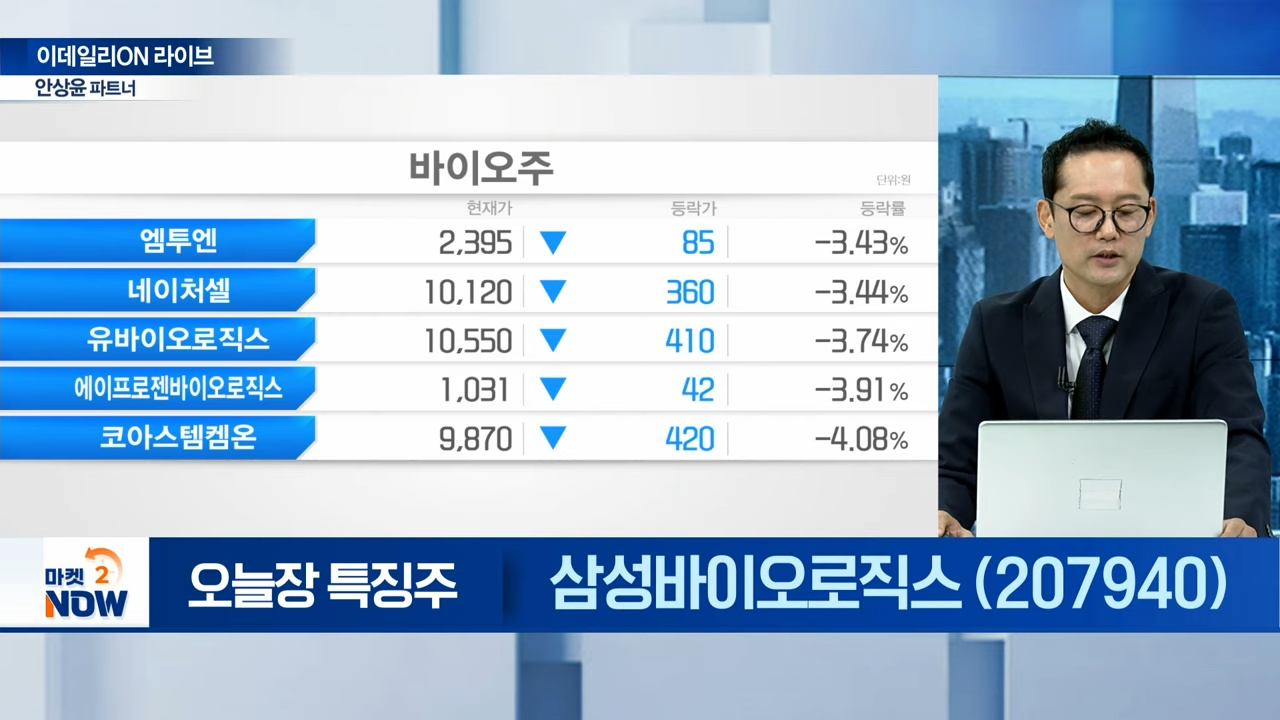 이데일리ON 라이브
안상윤 파트너
바이오주
단위:원
현재가 등락가 등락률
엠투엔 2,395 ▼ 85 -3.43%
네이처셀 10,120 ▼ 360 -3.44%
유바이오로직스 10,550 ▼ 410 -3.74%
에이프로젠바이오로직스 1,031 ▼ 42 -3.91%
코아스템켐온 9,870 ▼ 420 -4.08%
마켓 2
NOW
오늘장 특징주
삼성바이오로직스 (207940)